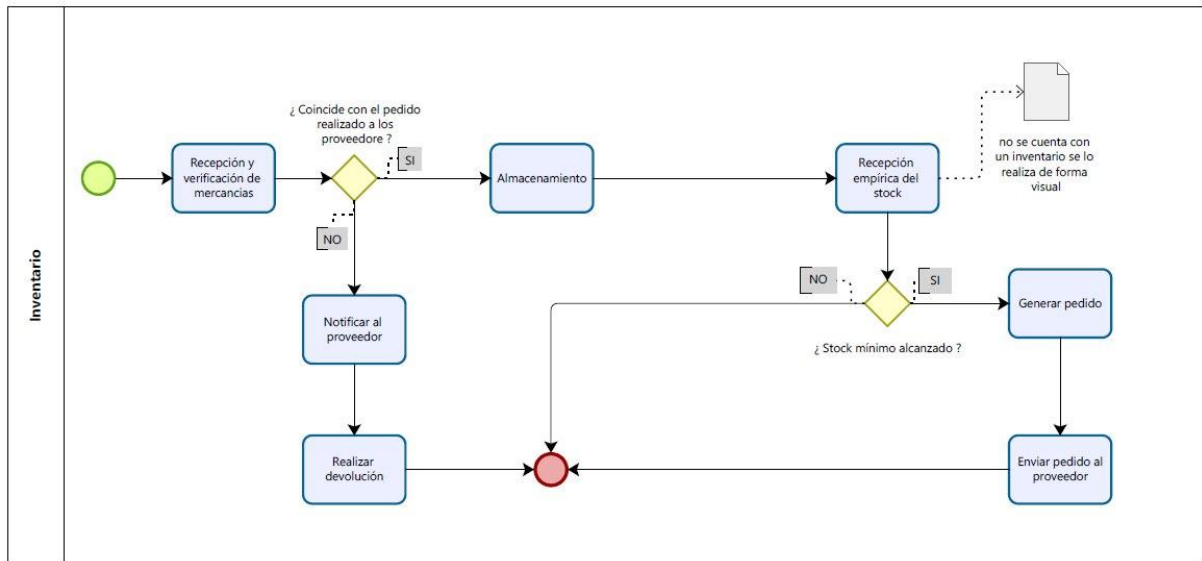 Inventario
¿ Coincide con el pedido
realizado a los
proveedore ?
SI
NO
Recepción y
verificación de
mercancias
Almacenamiento
Recepción
empírica del
stock
no se cuenta con
un inventario se lo
realiza de forma
visual
Notificar al
proveedor
NO
SI
¿ Stock mínimo alcanzado ?
Generar pedido
Realizar
devolución
Enviar pedido al
proveedor